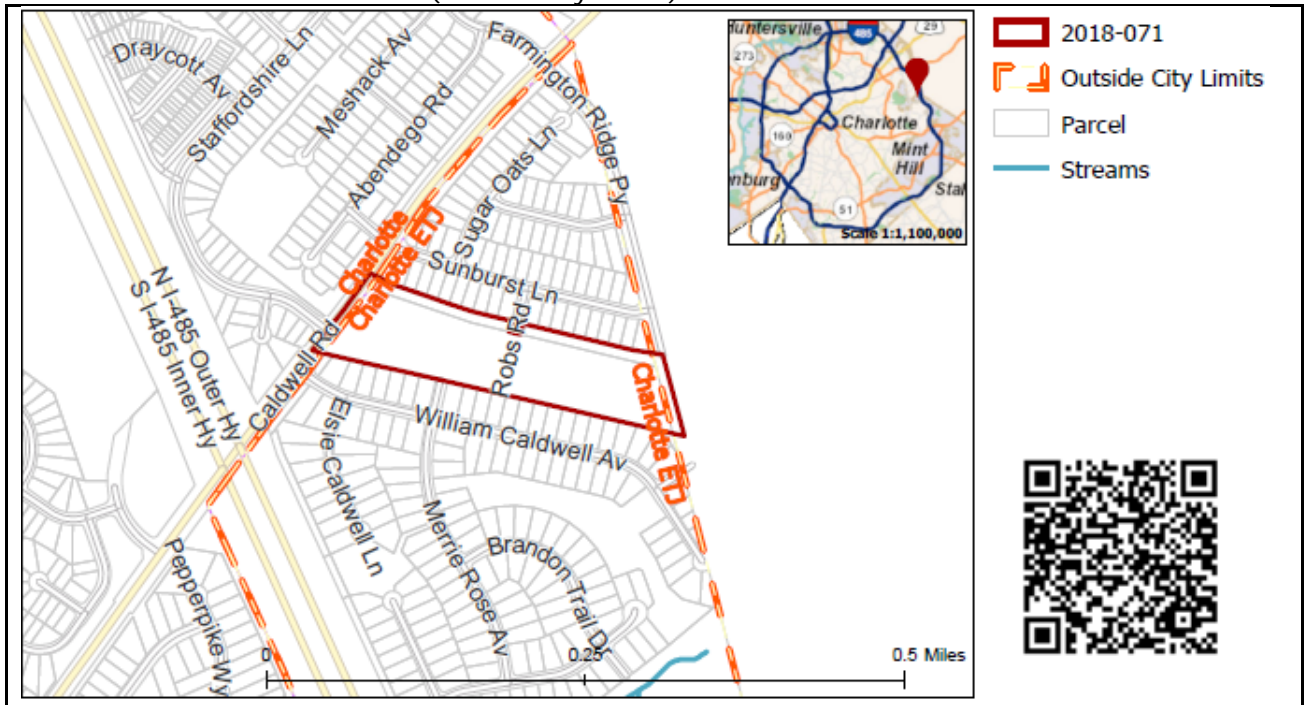 Draycott Av
Staffordshire Ln
Meshack Av
Abendego Rd
Farmington Ridge Py
Sugar Oats Ln
Charlotte
Charlotte ETJ
Sunburst Ln
Robs Rd
N I-485 Outer Hy
S I-485 Inner Hy
Caldwell Rd
Charlotte ETJ
William Caldwell Av
Elsie Caldwell Ln
Merrie Rose Av
Brandon Trail Dr
Pepperpike Wy
0
0.25
0.5 Miles
Huntersville
485
29
273
Charlotte
160
Mint
Hill
nburg
Stal
51
Scale 1:1,100,000
2018-071
Outside City Limits
Parcel
Streams